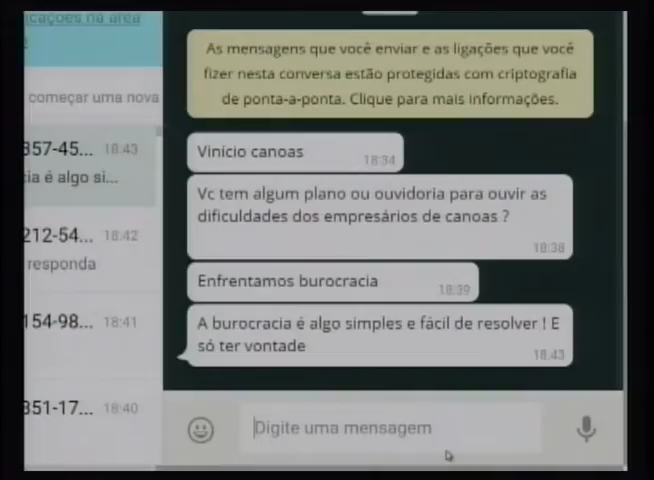 cações na área
começar uma nova
357-45... 18:43
ia é algo si...
212-54... 18:42
responda
154-98... 18:41
351-17... 18:40
As mensagens que você enviar e as ligações que você
fizer nesta conversa estão protegidas com criptografia
de ponta-a-ponta. Clique para mais informações.
Vinício canoas
18:34
Vc tem algum plano ou ouvidoria para ouvir as
dificuldades dos empresários de canoas ?
18:38
Enfrentamos burocracia
18:39
A burocracia é algo simples e fácil de resolver ! E
só ter vontade
18:43
Digite uma mensagem